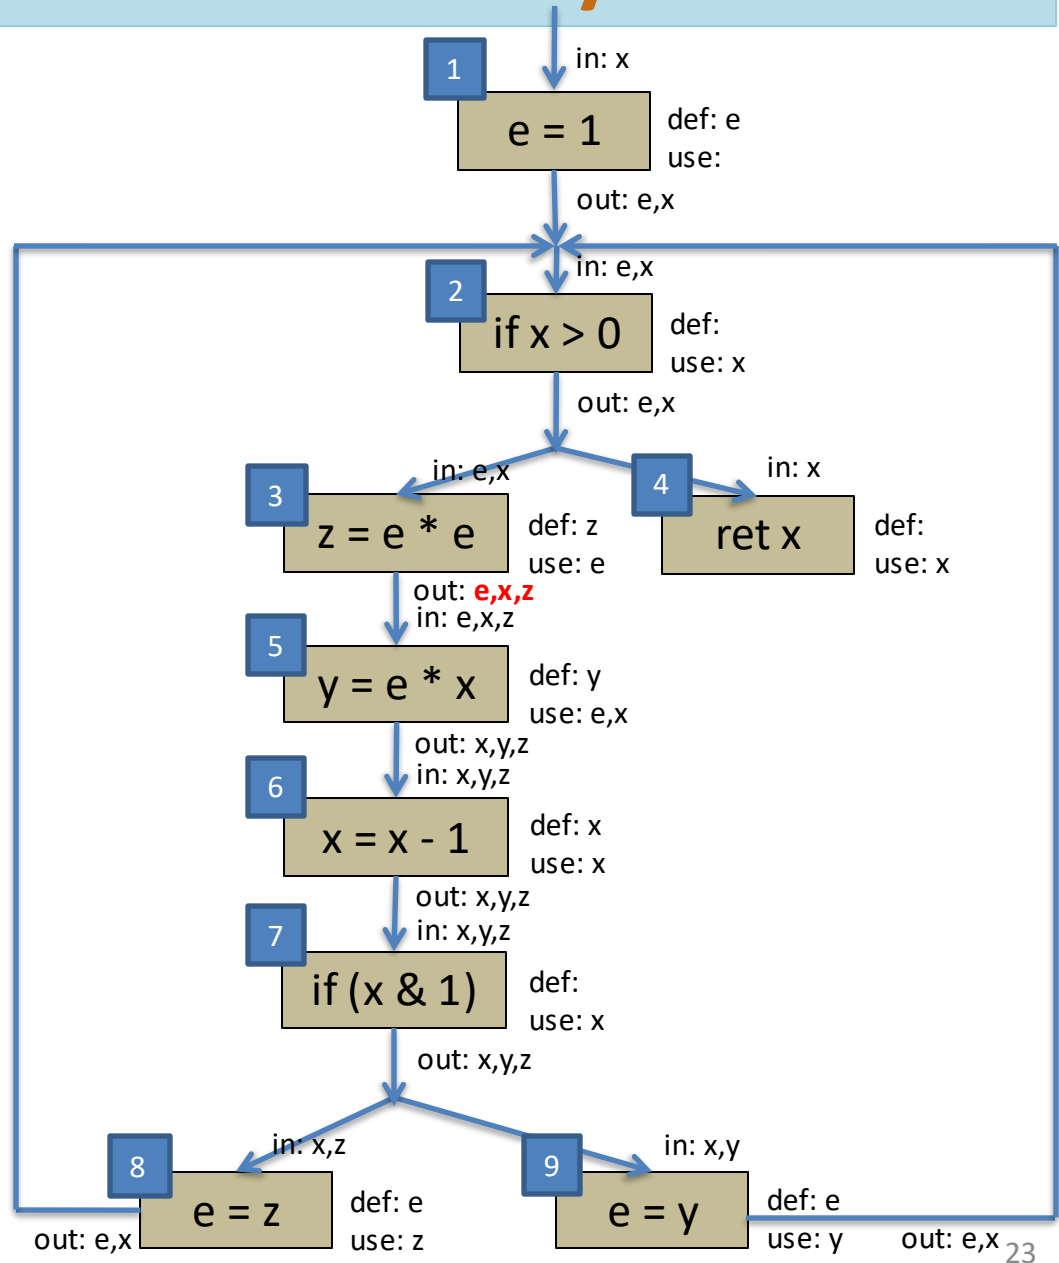 in: x
1
e = 1
def: e
use:
out: e,x
in: e,x
2
if x > 0
def:
use: x
out: e,x
in: e,x
3
z = e * e
def: z
use: e
out: e,x,z
in: x
4
ret x
def:
use: x
in: e,x,z
5
y = e * x
def: y
use: e,x
out: x,y,z
in: x,y,z
6
x = x - 1
def: x
use: x
out: x,y,z
in: x,y,z
7
if (x & 1)
def:
use: x
out: x,y,z
in: x,z
8
e = z
def: e
use: z
out: e,x
in: x,y
9
e = y
def: e
use: y
out: e,x
23